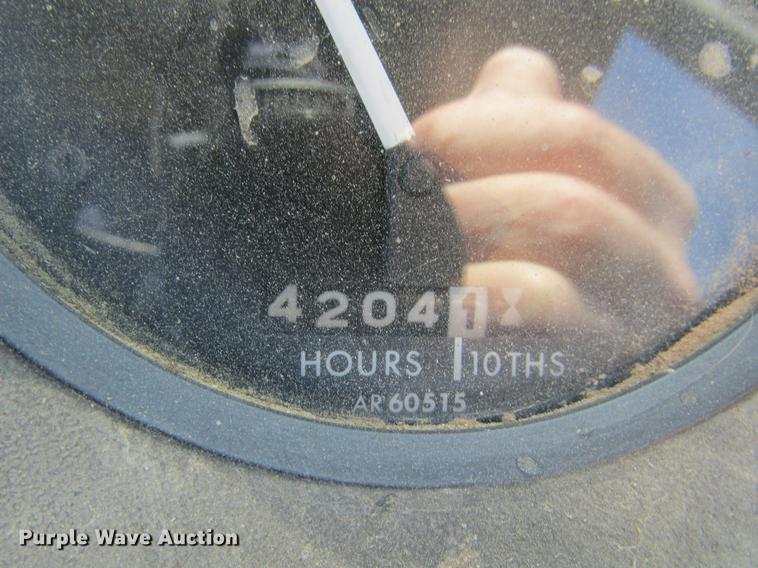 42041
HOURS 10THS
AR60515
Purple Wave Auction